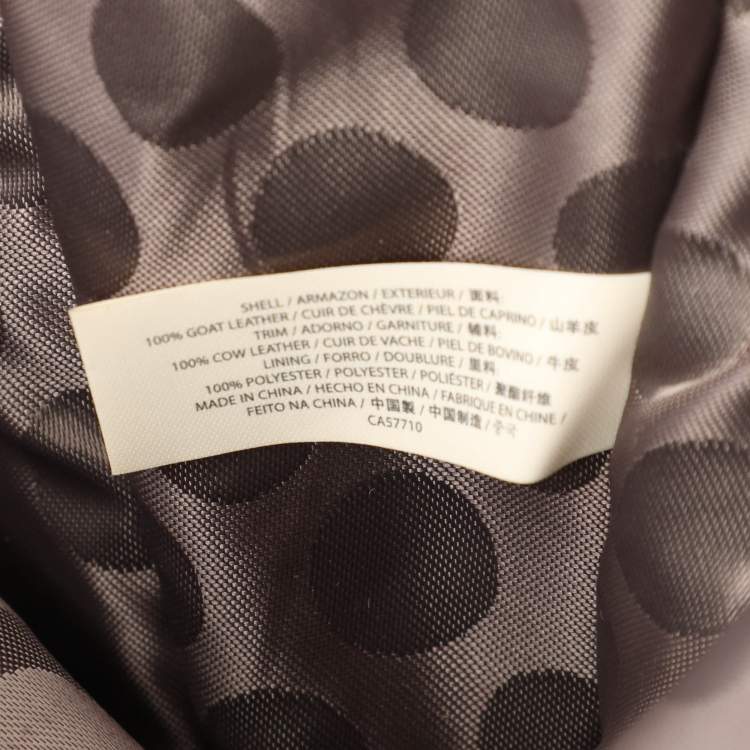 SHELL / ARMAZON / EXTERIEUR / 面料
100% GOAT LEATHER / CUIR DE CHÈVRE / PIEL DE CAPRINO / 山羊皮
TRIM / ADORNO / GARNITURE / 辅料
100% COW LEATHER / CUIR DE VACHE / PIEL DE BOVINO / 牛皮
LINING / FORRO / DOUBLURE / 里料
100% POLYESTER / POLYESTER / POLIÉSTER / 聚酯纤维
MADE IN CHINA / HECHO EN CHINA / FABRIQUE EN CHINE /
FEITO NA CHINA / 中国製 / 中国制造 / 중국
CA57710